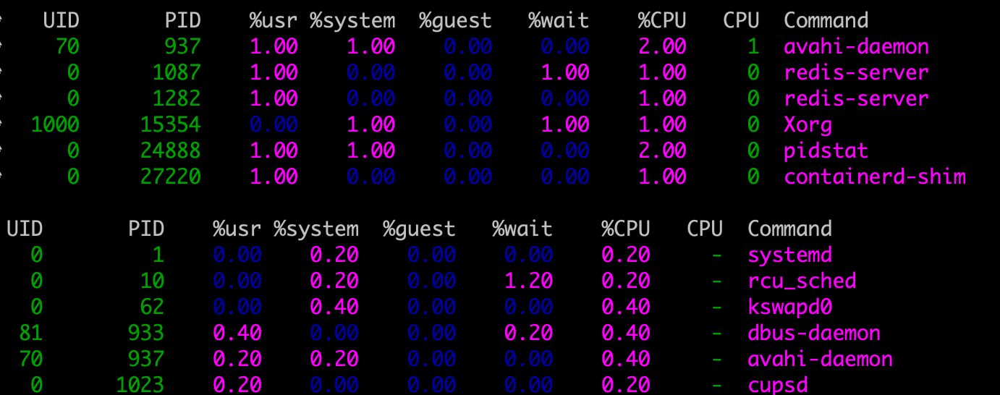 UID PID %usr %system %guest %wait %CPU CPU Command
70 937 1.00 1.00 0.00 0.00 2.00 1 avahi-daemon
0 1087 1.00 0.00 0.00 1.00 1.00 0 redis-server
0 1282 1.00 0.00 0.00 0.00 1.00 0 redis-server
1000 15354 0.00 1.00 0.00 1.00 1.00 0 Xorg
0 24888 1.00 1.00 0.00 0.00 2.00 0 pidstat
0 27220 1.00 0.00 0.00 0.00 1.00 0 containerd-shim
UID PID %usr %system %guest %wait %CPU CPU Command
0 1 0.00 0.20 0.00 0.00 0.20 - systemd
0 10 0.00 0.20 0.00 1.20 0.20 - rcu_sched
0 62 0.00 0.40 0.00 0.00 0.40 - kswapd0
81 933 0.40 0.00 0.00 0.20 0.40 - dbus-daemon
70 937 0.20 0.20 0.00 0.00 0.40 - avahi-daemon
0 1023 0.20 0.00 0.00 0.00 0.20 - cupsd